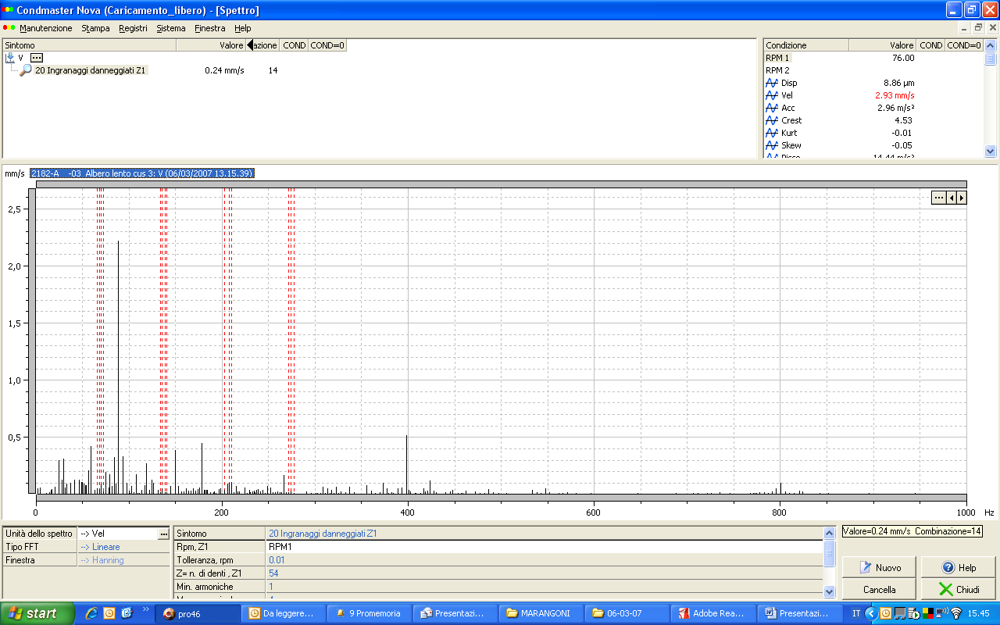 Condmaster Nova (Caricamento_libero) - [Spettro]
Manutenzione Stampa Registri Sistema Finestra Help
Sintomo Valore azione COND COND=0
V ...
20 Ingranaggi danneggiati Z1 0.24 mm/s 14
Condizione Valore COND COND=0
RPM 1 76.00
RPM 2
Disp 8.86 µm
Vel 2.93 mm/s
Acc 2.96 m/s²
Crest 4.53
Kurt -0.01
Skew -0.05
Picco 14.44 m/s²
mm/s 2182-A -03 Albero lento cus 3: V (06/03/2007 13.15.39)
...
2,5
2,0
1,5
1,0
0,5
0 200 400 600 800 1000 Hz
Unità dello spettro --> Vel ...
Tipo FFT --> Lineare
Finestra --> Hanning
Sintomo 20 Ingranaggi danneggiati Z1
Rpm, Z1 RPM1
Tolleranza, rpm 0.01
Z= n. di denti , Z1 54
Min. armoniche 1
Valore=0.24 mm/s Combinazione=14
Nuovo Help
Cancella Chiudi
start pro46 Da leggere... 9 Promemoria Presentazi... MARANGONI 06-03-07 Adobe Rea... Presentazi... IT 15.45